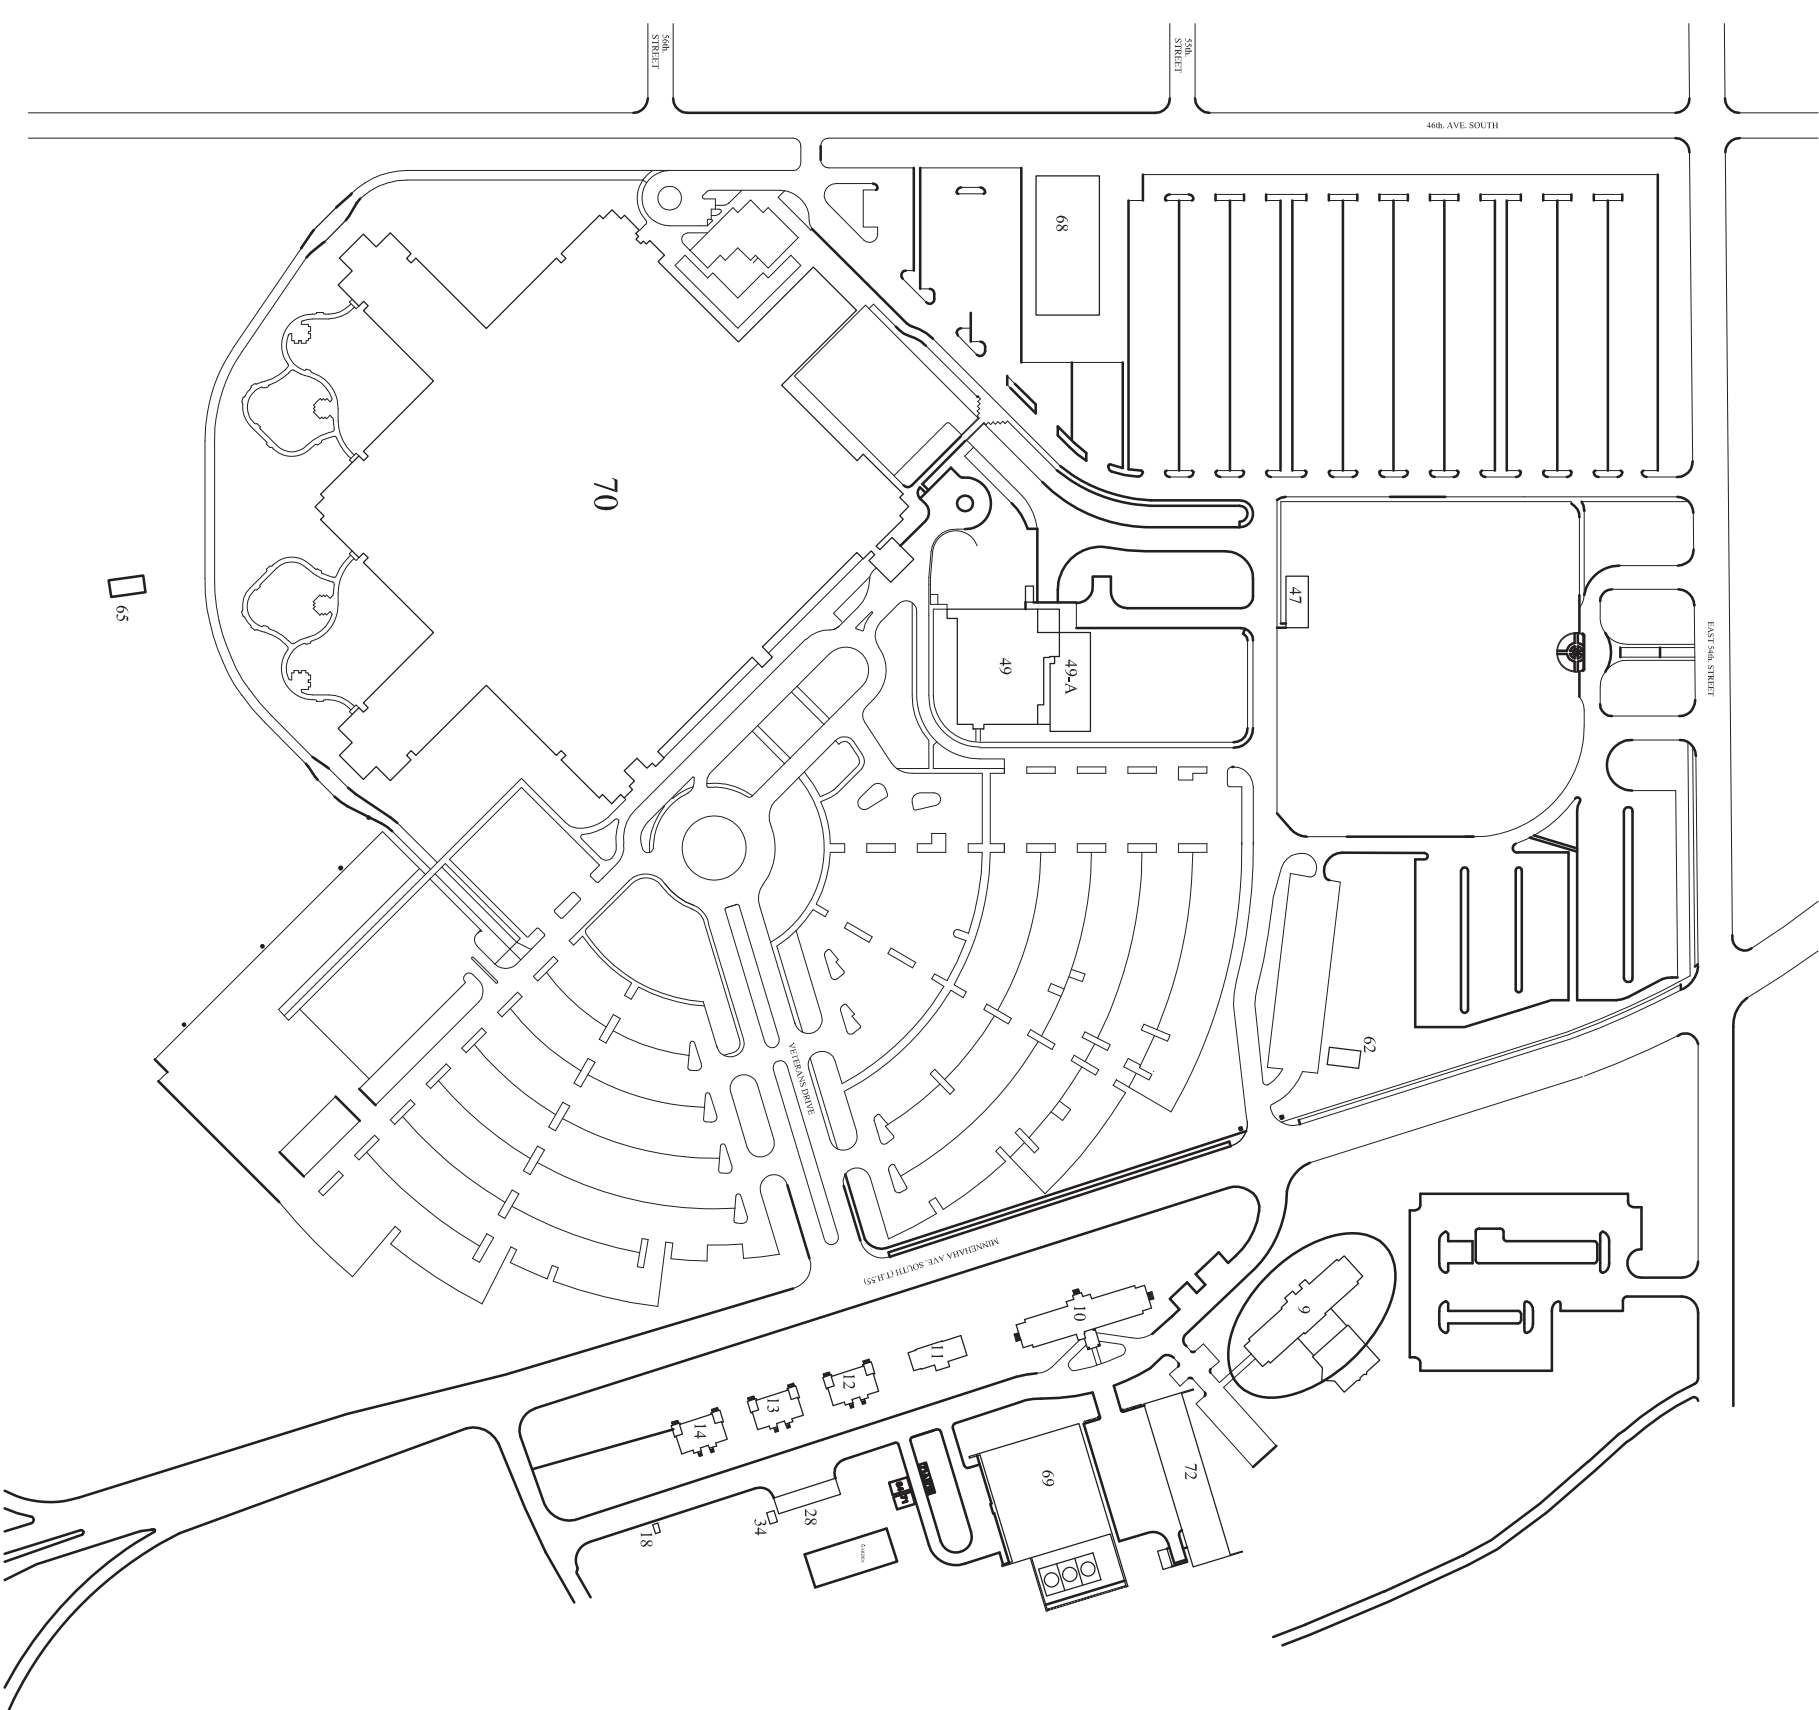 56th.
STREET
55th.
STREET
46th. AVE. SOUTH
68
70
47
65
49
49-A
EAST 54th. STREET
62
VETERANS DRIVE
MINNEHAHA AVE. SOUTH (T.H.55)
9
10
11
12
13
14
69
72
28
34
18
GARDEN